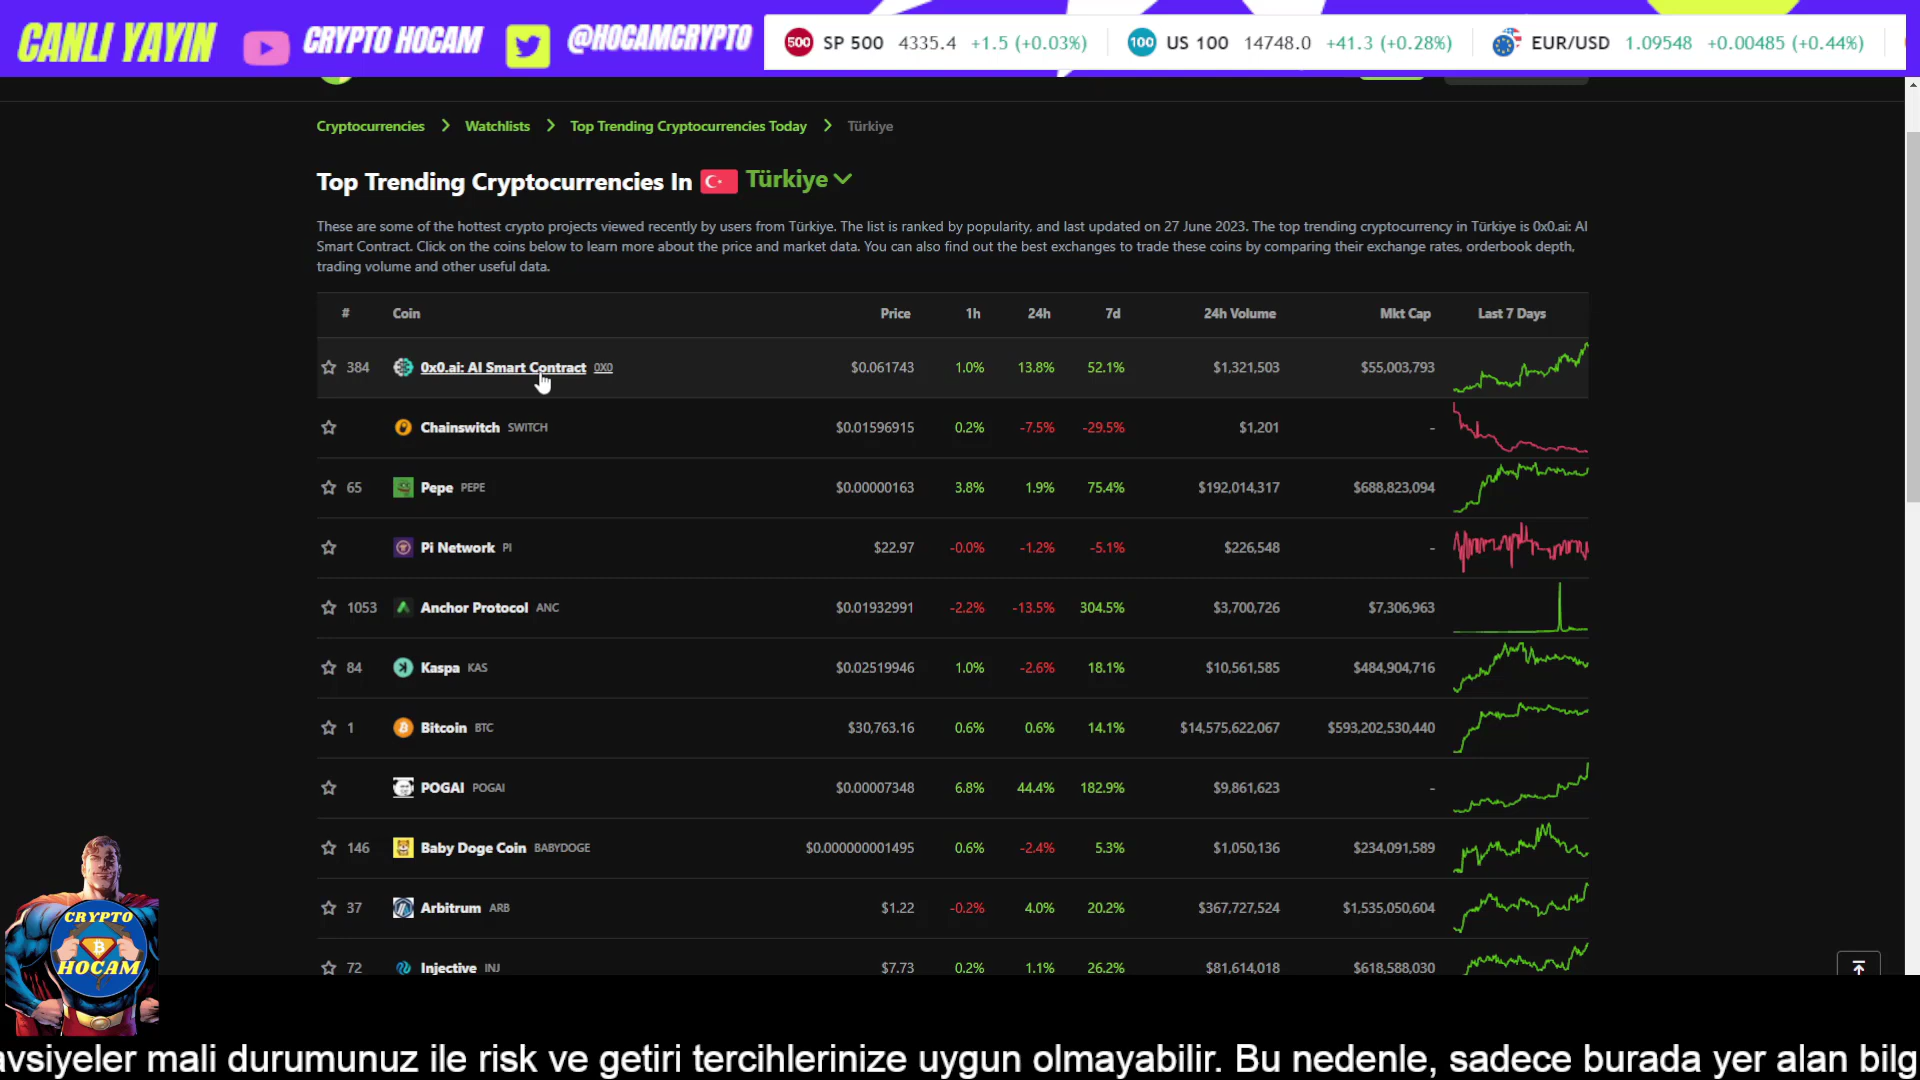 CANLI YAYIN
CRYPTO HOCAM
@HOCAMCRYPTO
500 SP 500 4335.4 +1.5 (+0.03%)
100 US 100 14748.0 +41.3 (+0.28%)
EUR/USD 1.09548 +0.00485 (+0.44%)
Cryptocurrencies Watchlists Top Trending Cryptocurrencies Today Türkiye
Top Trending Cryptocurrencies In Türkiye
These are some of the hottest crypto projects viewed recently by users from Türkiye. The list is ranked by popularity, and last updated on 27 June 2023. The top trending cryptocurrency in Türkiye is 0x0.ai: AI
Smart Contract. Click on the coins below to learn more about the price and market data. You can also find out the best exchanges to trade these coins by comparing their exchange rates, orderbook depth,
trading volume and other useful data.
# Coin Price 1h 24h 7d 24h Volume Mkt Cap Last 7 Days
384 0x0.ai: AI Smart Contract 0X0 $0.061743 1.0% 13.8% 52.1% $1,321,503 $55,003,793
Chainswitch SWITCH $0.01596915 0.2% -7.5% -29.5% $1,201 -
65 Pepe PEPE $0.00000163 3.8% 1.9% 75.4% $192,014,317 $688,823,094
Pi Network PI $22.97 -0.0% -1.2% -5.1% $226,548 -
1053 Anchor Protocol ANC $0.01932991 -2.2% -13.5% 304.5% $3,700,726 $7,306,963
84 Kaspa KAS $0.02519946 1.0% -2.6% 18.1% $10,561,585 $484,904,716
1 Bitcoin BTC $30,763.16 0.6% 0.6% 14.1% $14,575,622,067 $593,202,530,440
POGAI POGAI $0.00007348 6.8% 44.4% 182.9% $9,861,623 -
146 Baby Doge Coin BABYDOGE $0.000000001495 0.6% -2.4% 5.3% $1,050,136 $234,091,589
37 Arbitrum ARB $1.22 -0.2% 4.0% 20.2% $367,727,524 $1,535,050,604
72 Injective INJ $7.73 0.2% 1.1% 26.2% $81,614,018 $618,588,030
CRYPTO
HOCAM
avsiyeler mali durumunuz ile risk ve getiri tercihlerinize uygun olmayabilir. Bu nedenle, sadece burada yer alan bilg